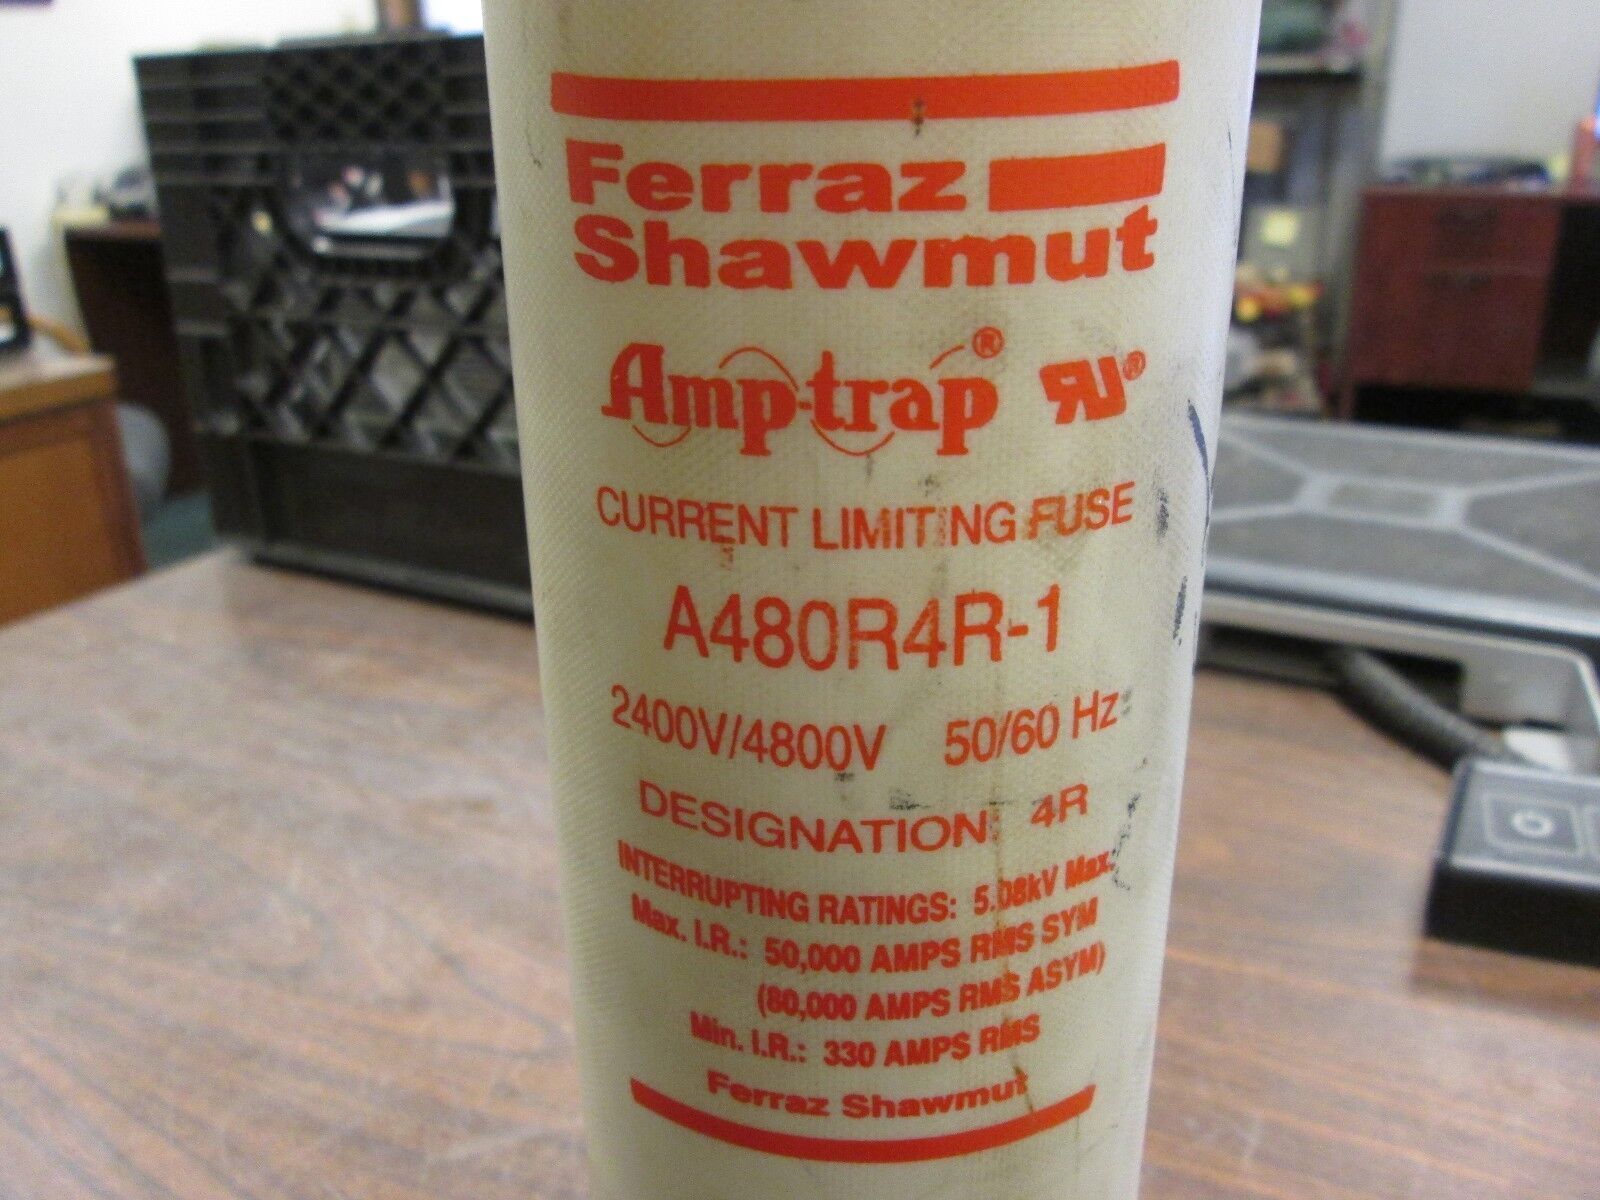 Ferraz
Shawmut
Amp-trap® RU®
CURRENT LIMITING FUSE
A480R4R-1
2400V/4800V 50/60 Hz
DESIGNATION: 4R
INTERRUPTING RATINGS: 5.08kV Max.
Max. I.R.: 50,000 AMPS RMS SYM
(80,000 AMPS RMS ASYM)
Min. I.R.: 330 AMPS RMS
Ferraz Shawmut